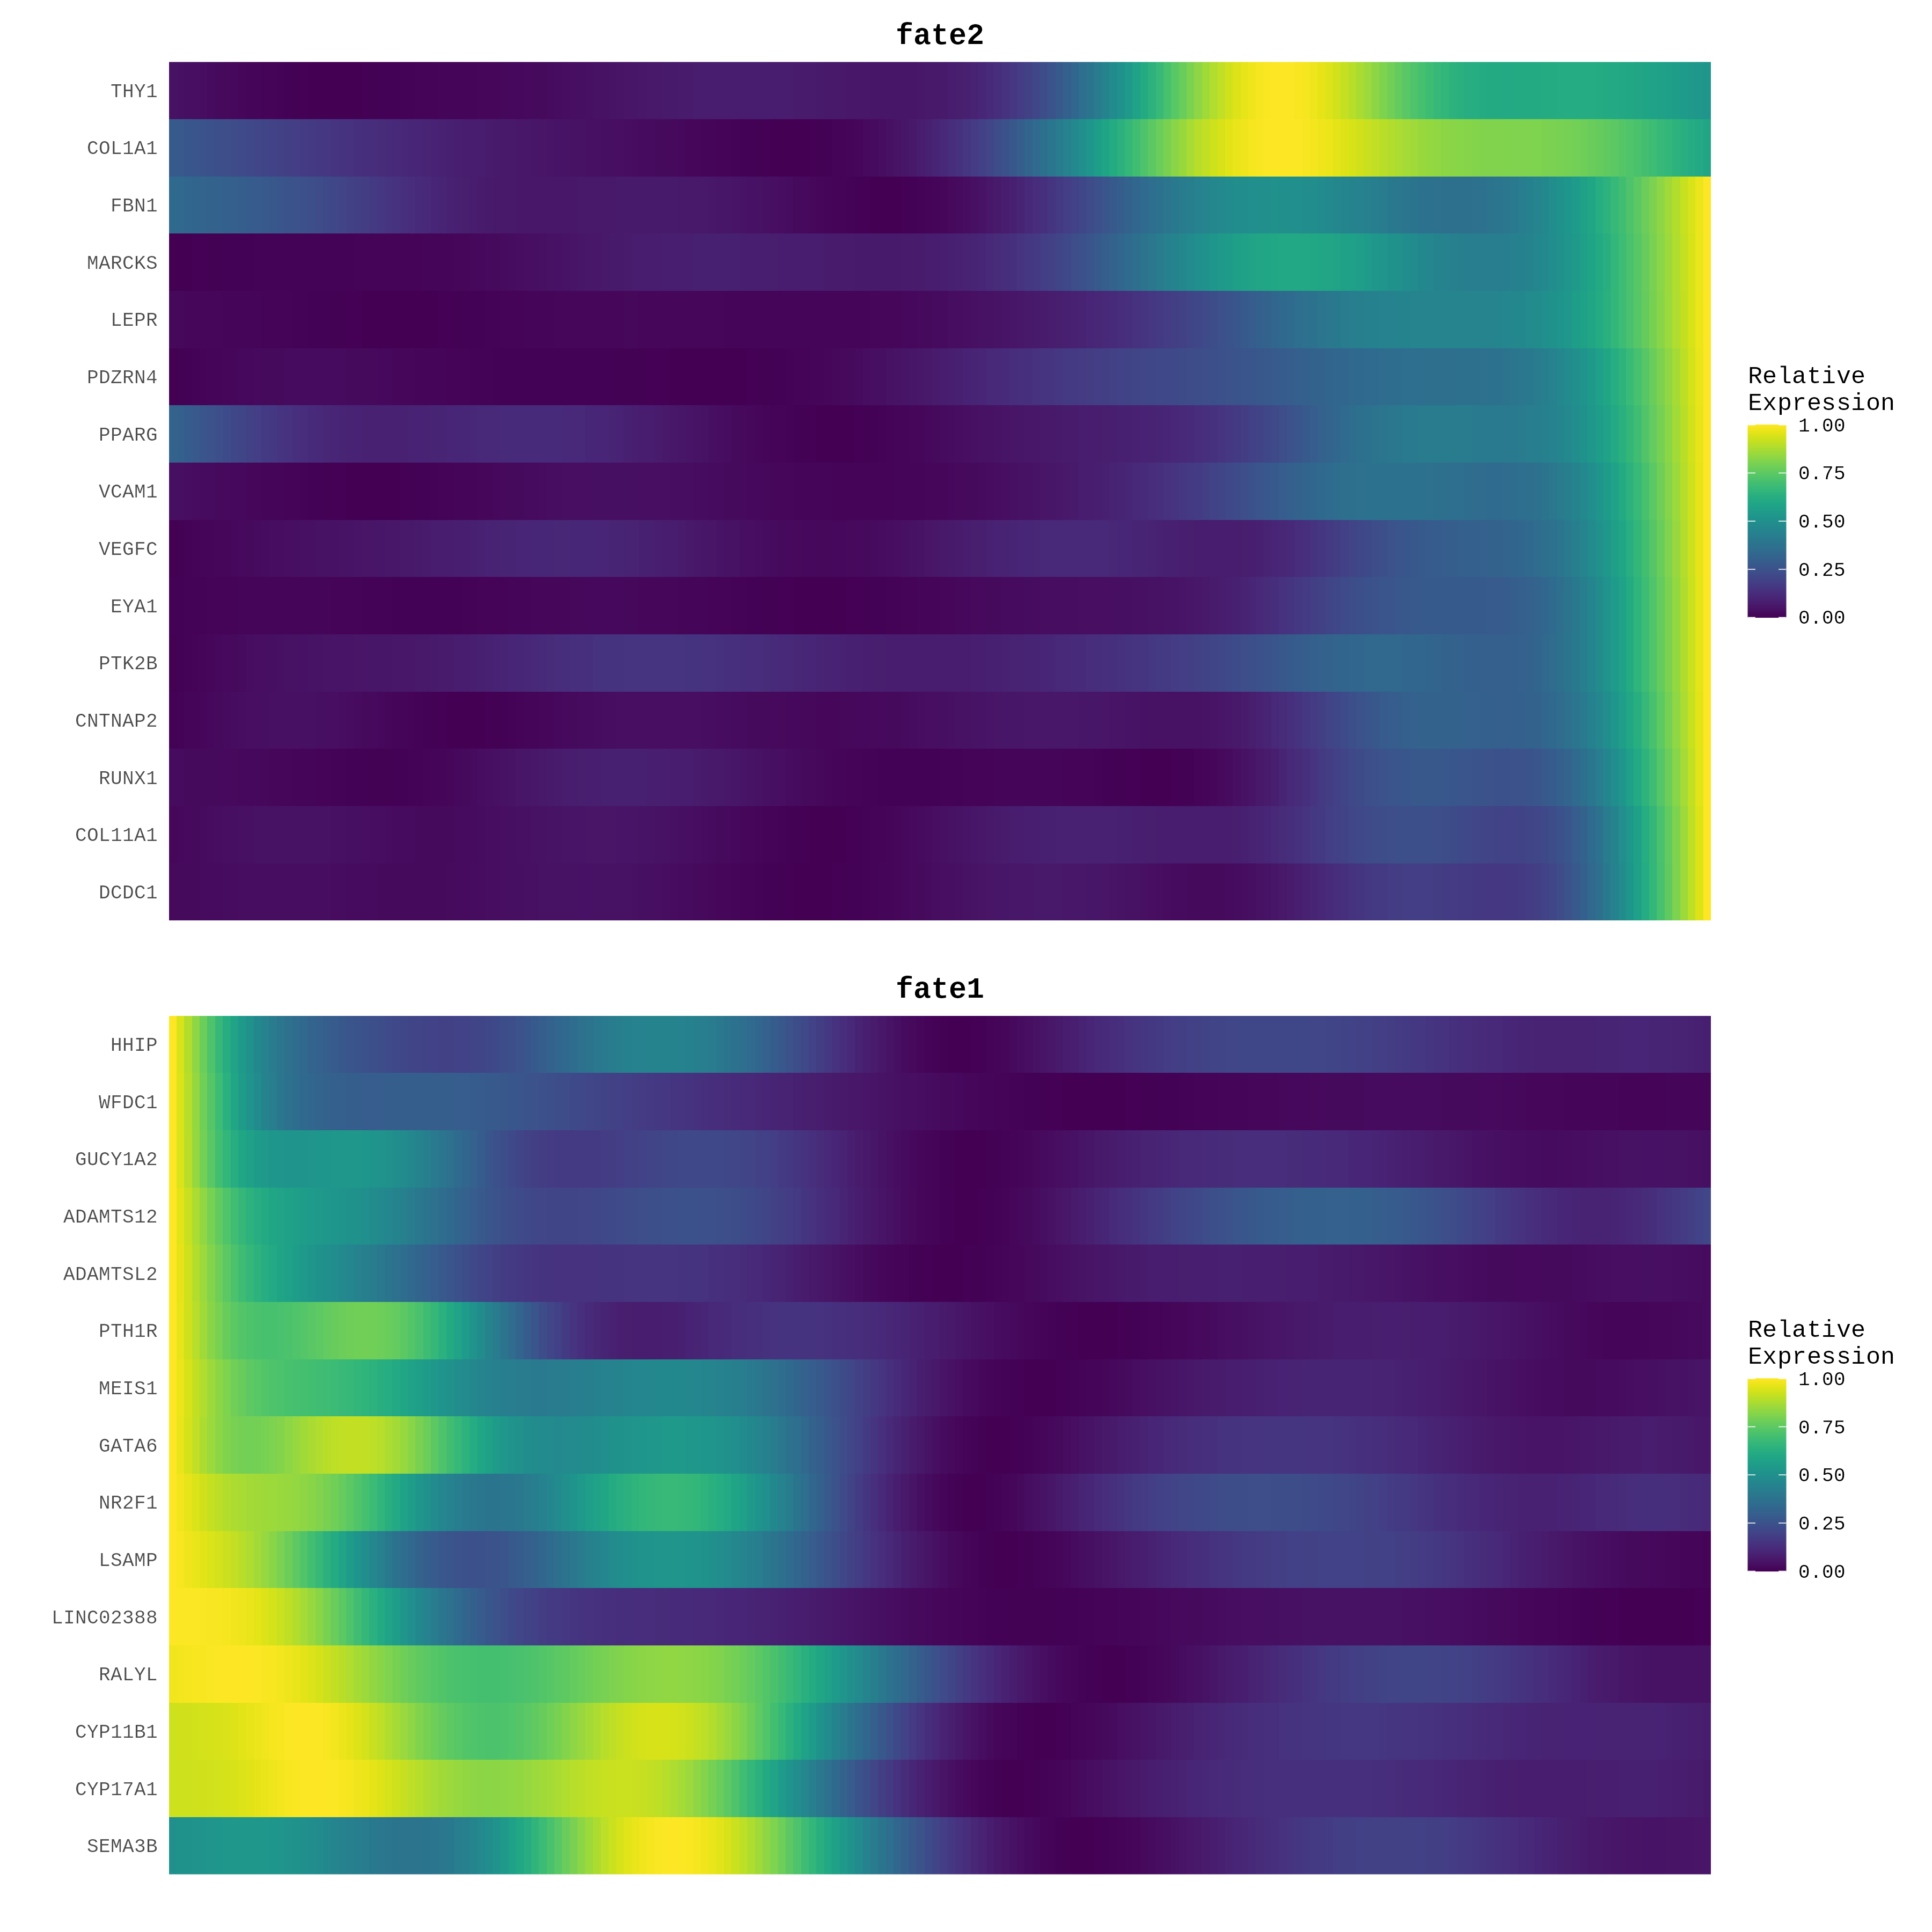 fate2
THY1
COL1A1
FBN1
MARCKS
LEPR
PDZRN4
PPARG
VCAM1
VEGFC
EYA1
PTK2B
CNTNAP2
RUNX1
COL11A1
DCDC1
Relative
Expression
1.00
0.75
0.50
0.25
0.00
fate1
HHIP
WFDC1
GUCY1A2
ADAMTS12
ADAMTSL2
PTH1R
MEIS1
GATA6
NR2F1
LSAMP
LINC02388
RALYL
CYP11B1
CYP17A1
SEMA3B
Relative
Expression
1.00
0.75
0.50
0.25
0.00